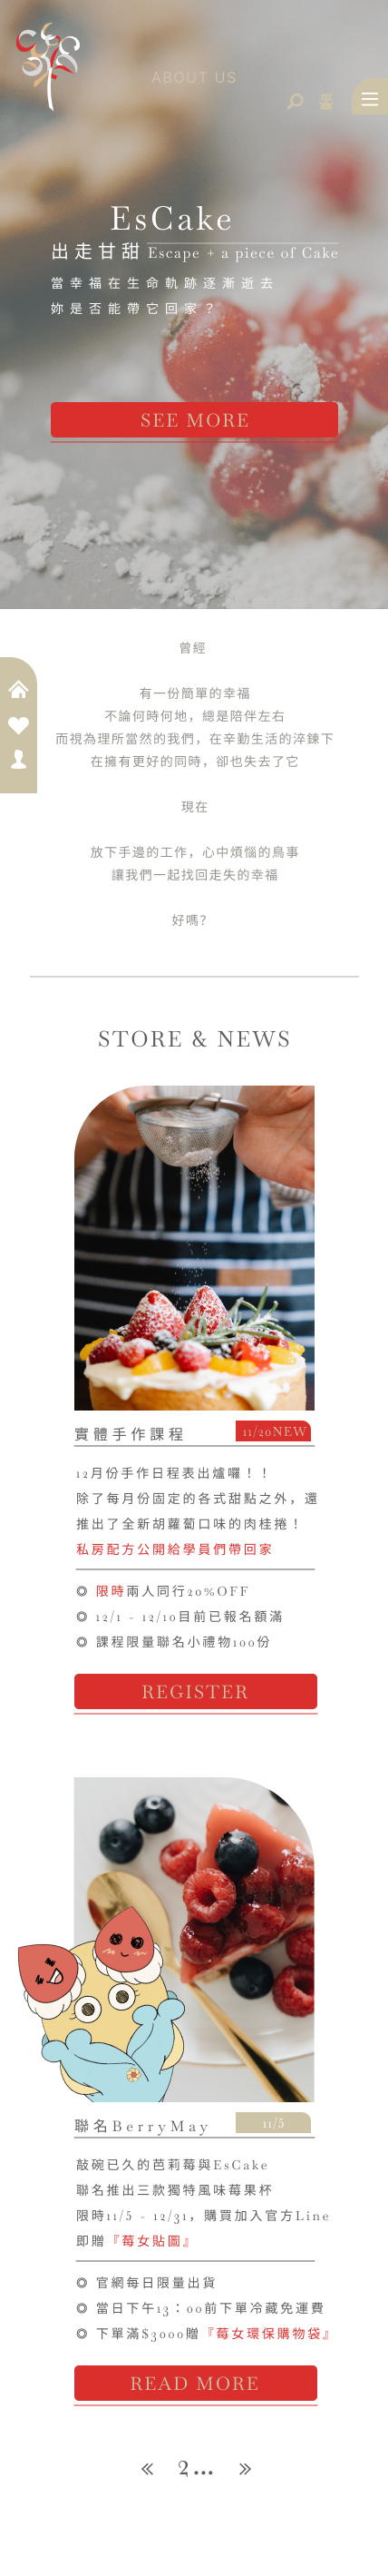 ABOUT US
EsCake
出走甘甜 Escape + a piece of Cake
當幸福在生命軌跡逐漸逝去
妳是否能帶它回家？
SEE MORE
曾經
有一份簡單的幸福
不論何時何地，總是陪伴左右
而視為理所當然的我們，在辛勤生活的淬鍊下
在擁有更好的同時，卻也失去了它
現在
放下手邊的工作，心中煩惱的鳥事
讓我們一起找回走失的幸福
好嗎？
STORE & NEWS
實體手作課程 11/20NEW
12月份手作日程表出爐囉！！
除了每月份固定的各式甜點之外，還
推出了全新胡蘿蔔口味的肉桂捲！
私房配方公開給學員們帶回家
◎ 限時兩人同行20%OFF
◎ 12/1 - 12/10目前已報名額滿
◎ 課程限量聯名小禮物100份
REGISTER
聯名BerryMay 11/5
敲碗已久的芭莉莓與EsCake
聯名推出三款獨特風味莓果杯
限時11/5 - 12/31，購買加入官方Line
即贈『莓女貼圖』
◎ 官網每日限量出貨
◎ 當日下午13：00前下單冷藏免運費
◎ 下單滿$3000贈『莓女環保購物袋』
READ MORE
« 2... »